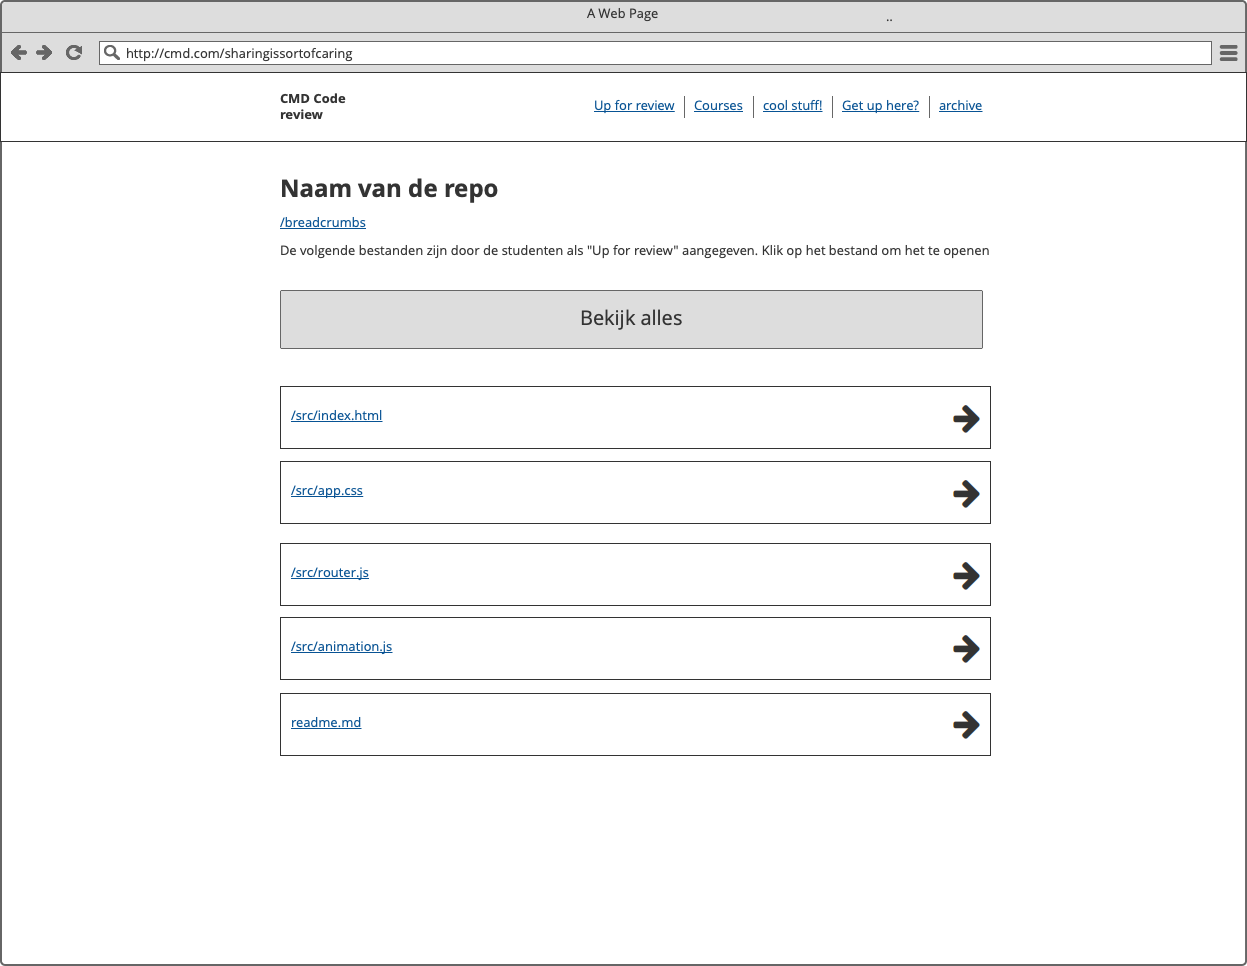 A Web Page
..
http://cmd.com/sharingissortofcaring
CMD Code
review
Up for review
Courses
cool stuff!
Get up here?
archive
Naam van de repo
/breadcrumbs
De volgende bestanden zijn door de studenten als "Up for review" aangegeven. Klik op het bestand om het te openen
Bekijk alles
/src/index.html
/src/app.css
/src/router.js
/src/animation.js
readme.md